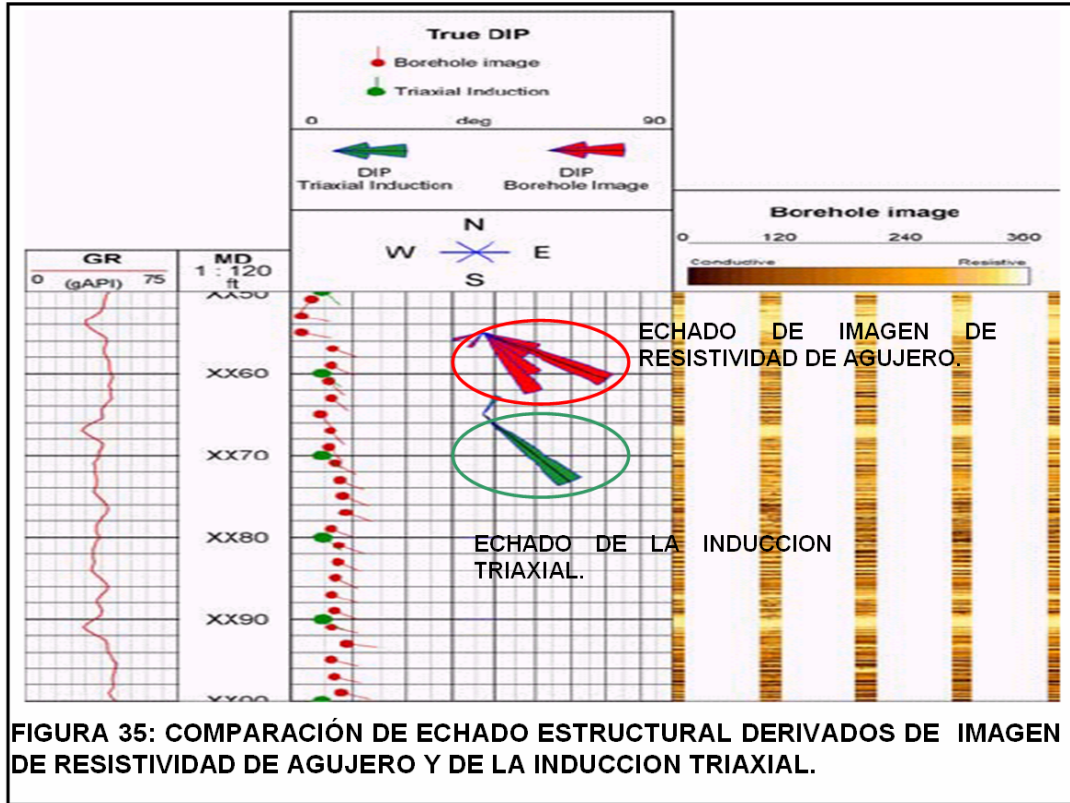 True DIP
Borehole image
Triaxial Induction
0 deg 90
DIP
Triaxial Induction
DIP
Borehole Image
N
W E
S
GR
0 (gAPI) 75
MD
1 : 120
ft
Borehole image
0 120 240 360
Conductive Resistive
XX50
ECHADO DE IMAGEN DE
RESISTIVIDAD DE AGUJERO.
XX60
XX70
XX80
ECHADO DE LA INDUCCION
TRIAXIAL.
XX90
FIGURA 35: COMPARACIÓN DE ECHADO ESTRUCTURAL DERIVADOS DE IMAGEN
DE RESISTIVIDAD DE AGUJERO Y DE LA INDUCCION TRIAXIAL.